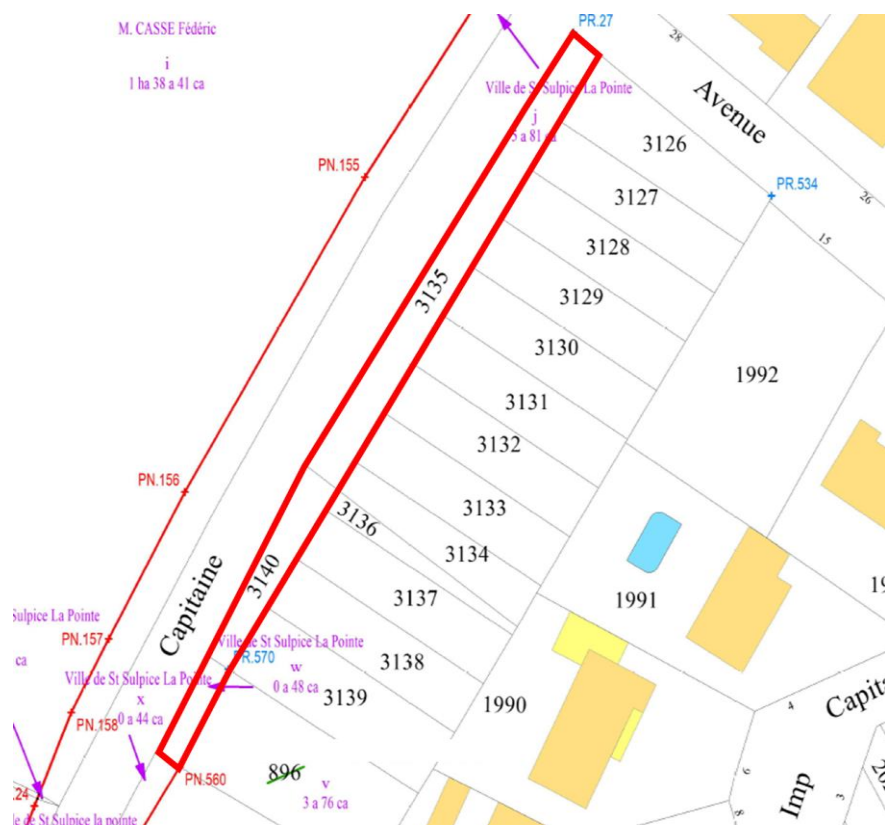 M. CASSE Fédéric
i
1 ha 38 a 41 ca
PR.27
28
Ville de St Sulpice La Pointe
j
5 a 81 ca
Avenue
3126
PN.155
3127
PR.534
26
3128
15
3135
3129
3130
1992
3131
3132
PN.156
3133
3136
3134
3140
Capitaine
3137
1991
Sulpice La Pointe
PN.157
ca
Ville de St Sulpice La Pointe
w
0 a 48 ca
PR.570
3138
Ville de St Sulpice La Pointe
x
0 a 44 ca
3139
1990
PN.158
4
Capita
PN.560
896
v
3 a 76 ca
6
Imp
3
8
.24
le de St Sulpice la pointe